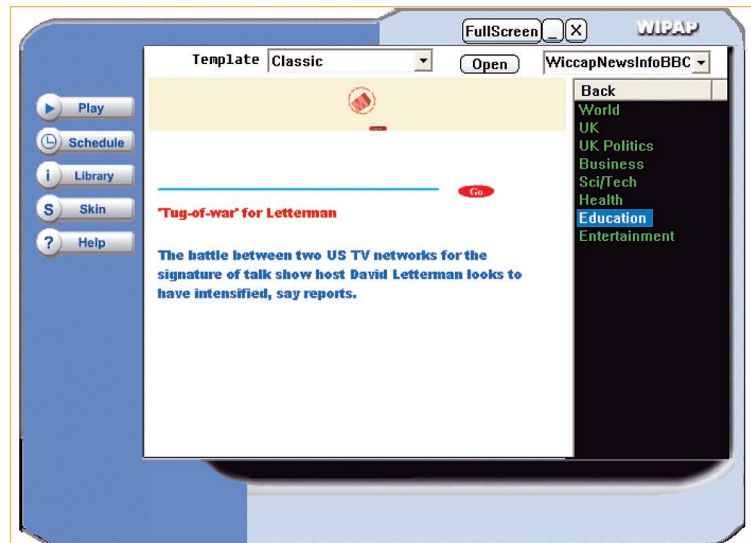 FullScreen _ X WIPAP
Template Classic Open WiccapNewsInfoBBC
Back
Play
Schedule
i Library
S Skin
? Help
World
UK
UK Politics
Business
Sci/Tech
Health
Education
Entertainment
Go
'Tug-of-war' for Letterman
The battle between two US TV networks for the
signature of talk show host David Letterman looks to
have intensified, say reports.